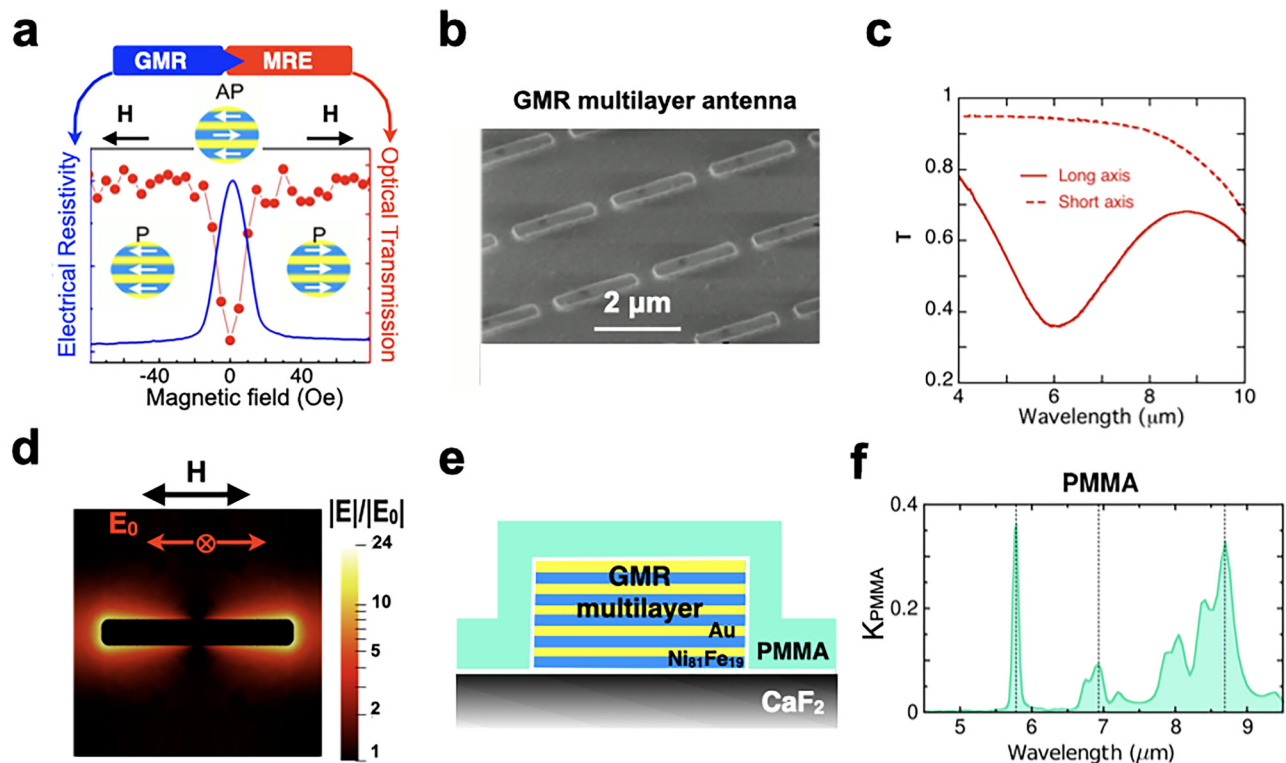 a
GMR MRE
AP
H H
Electrical Resistivity
Optical Transmission
P P
-40 0 40
Magnetic field (Oe)
b
GMR multilayer antenna
2 μm
c
T
1
0.8
0.6
0.4
0.2
Long axis
Short axis
4 6 8 10
Wavelength (μm)
d
H
E0
|E|/|E0|
24
10
5
2
1
e
GMR
multilayer
Au
Ni81Fe19
PMMA
CaF2
f
PMMA
KPMMA
0.4
0.2
0
5 6 7 8 9
Wavelength (μm)